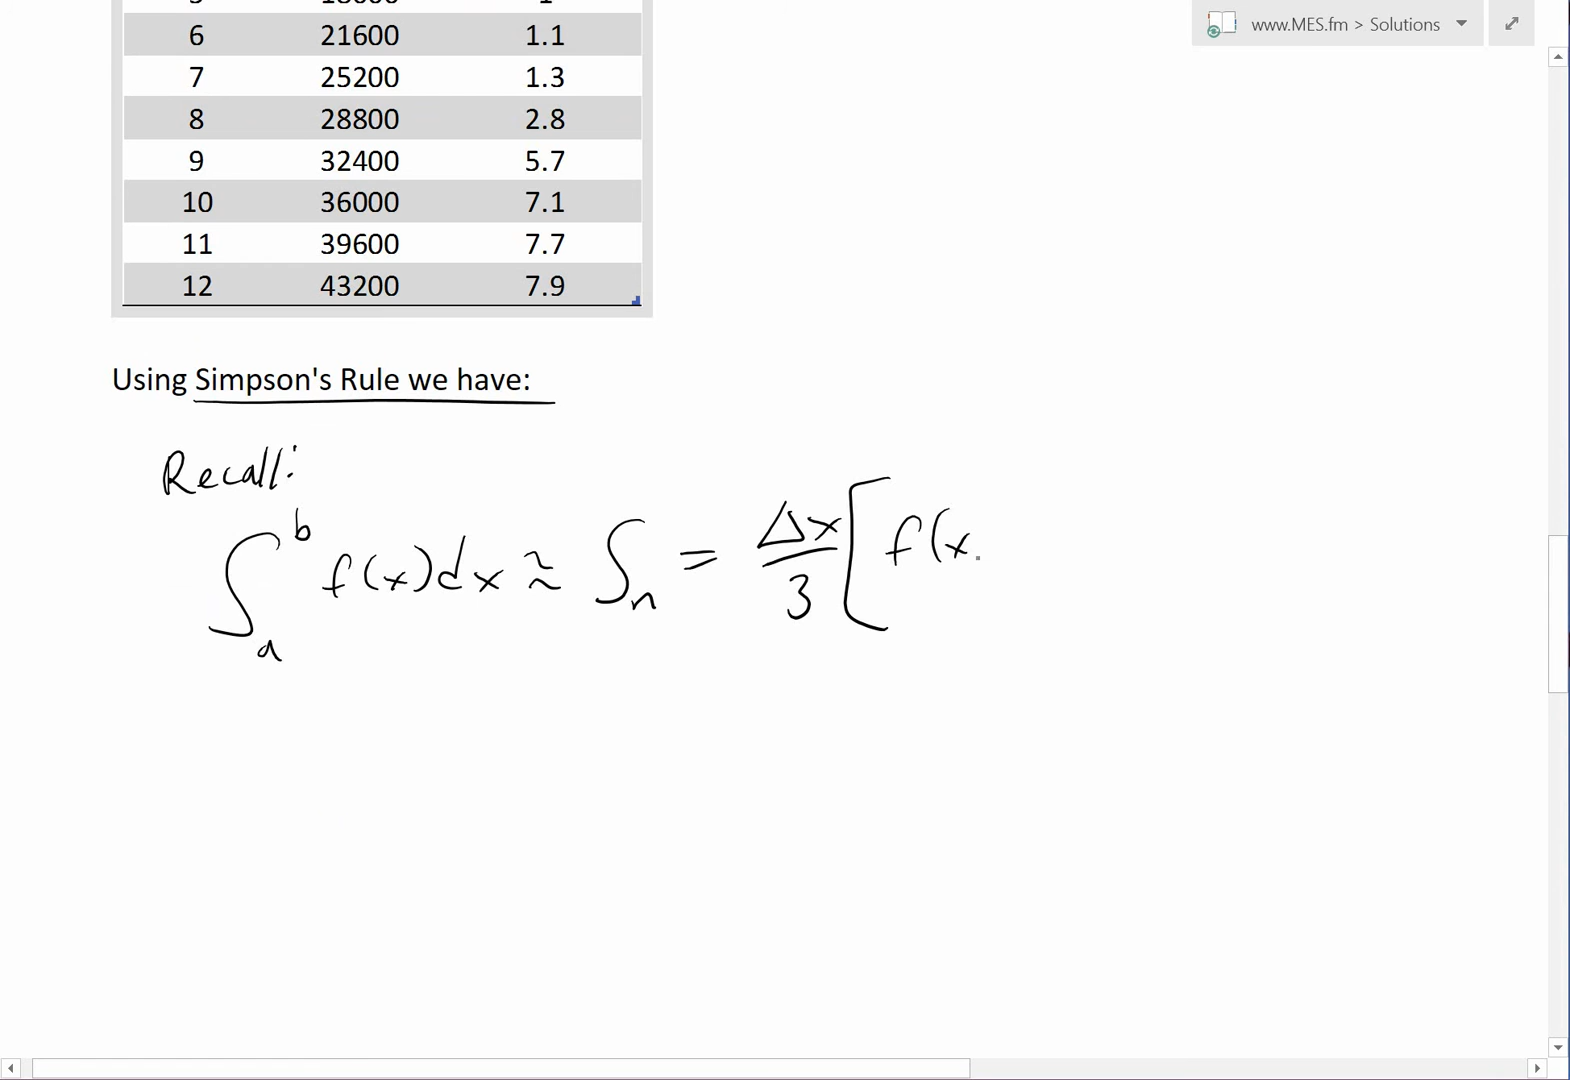 www.MES.fm > Solutions
6 21600 1.1
7 25200 1.3
8 28800 2.8
9 32400 5.7
10 36000 7.1
11 39600 7.7
12 43200 7.9
Using Simpson's Rule we have:
Recall:
∫_a^b f(x)dx ≈ S_n = Δx/3 [ f(x